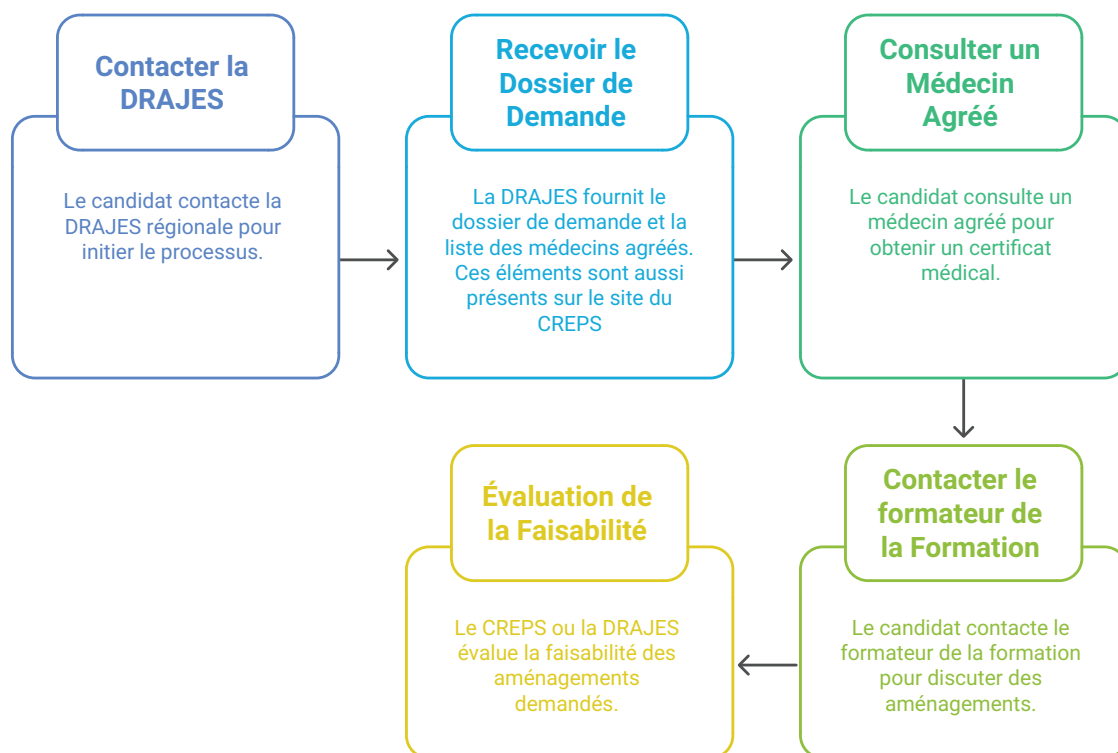 Contacter la
DRAJES
Le candidat contacte la
DRAJES régionale pour
initier le processus.
Recevoir le
Dossier de
Demande
La DRAJES fournit le
dossier de demande et la
liste des médecins agréés.
Ces éléments sont aussi
présents sur le site du
CREPS
Consulter un
Médecin
Agréé
Le candidat consulte un
médecin agréé pour
obtenir un certificat
médical.
Contacter le
formateur de
la Formation
Le candidat contacte le
formateur de la formation
pour discuter des
aménagements.
Évaluation de
la Faisabilité
Le CREPS ou la DRAJES
évalue la faisabilité des
aménagements
demandés.